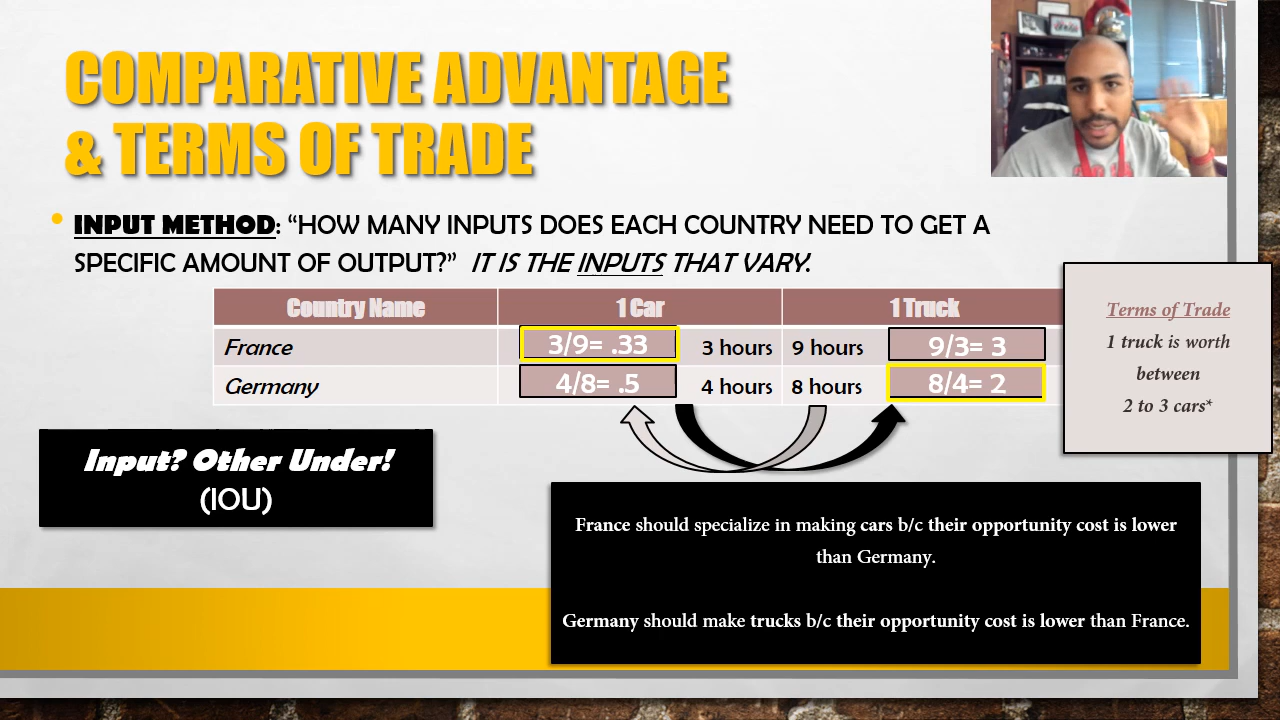 COMPARATIVE ADVANTAGE
& TERMS OF TRADE
INPUT METHOD: “HOW MANY INPUTS DOES EACH COUNTRY NEED TO GET A
SPECIFIC AMOUNT OF OUTPUT?” IT IS THE INPUTS THAT VARY.
Country Name 1 Car 1 Truck
France 3/9= .33 3 hours 9 hours 9/3= 3
Germany 4/8= .5 4 hours 8 hours 8/4= 2
Terms of Trade
1 truck is worth
between
2 to 3 cars*
Input? Other Under!
(IOU)
France should specialize in making cars b/c their opportunity cost is lower
than Germany.
Germany should make trucks b/c their opportunity cost is lower than France.